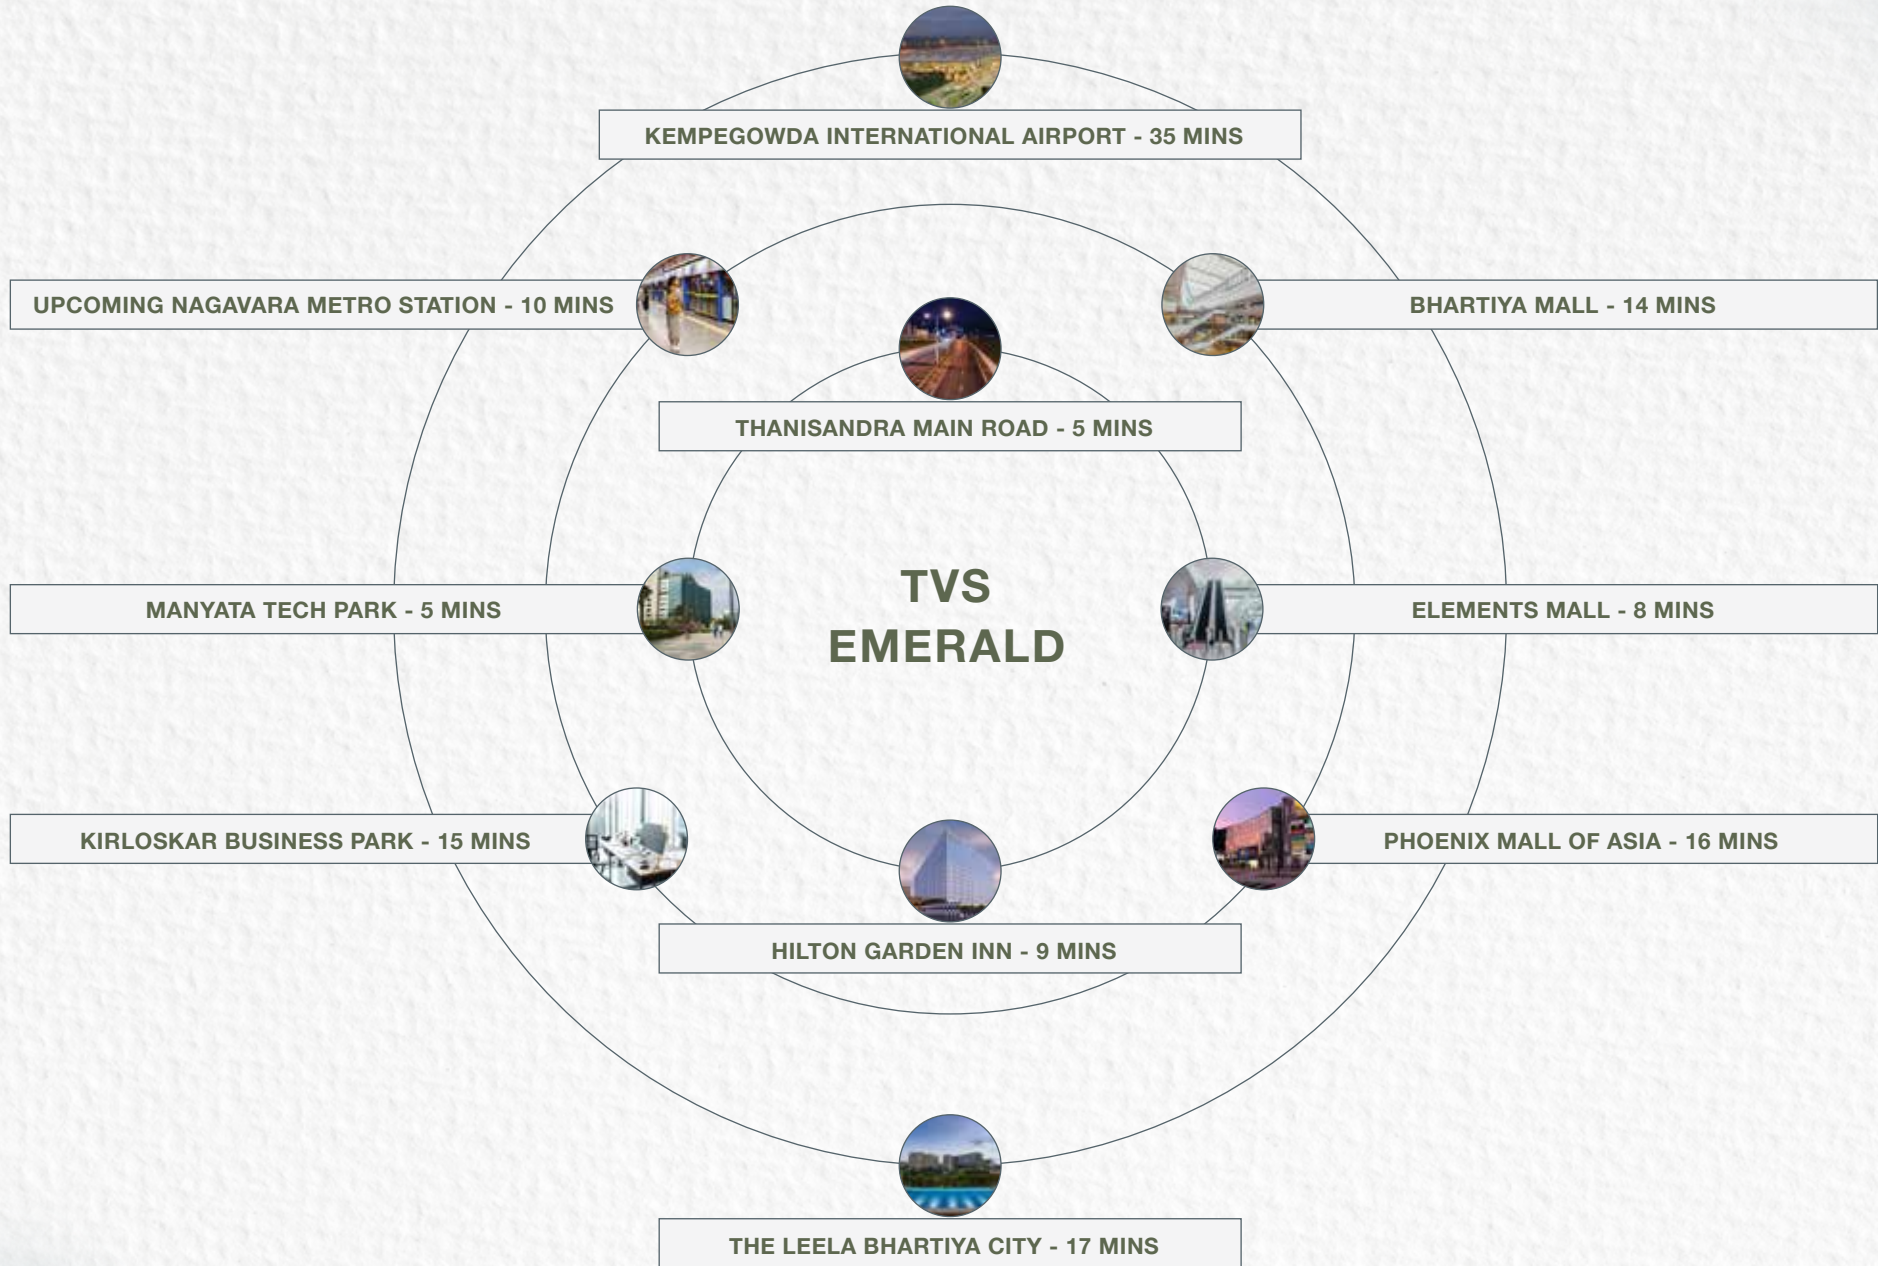 KEMPEGOWDA INTERNATIONAL AIRPORT - 35 MINS
UPCOMING NAGAVARA METRO STATION - 10 MINS
BHARTIYA MALL - 14 MINS
THANISANDRA MAIN ROAD - 5 MINS
TVS
EMERALD
MANYATA TECH PARK - 5 MINS
ELEMENTS MALL - 8 MINS
KIRLOSKAR BUSINESS PARK - 15 MINS
PHOENIX MALL OF ASIA - 16 MINS
HILTON GARDEN INN - 9 MINS
THE LEELA BHARTIYA CITY - 17 MINS